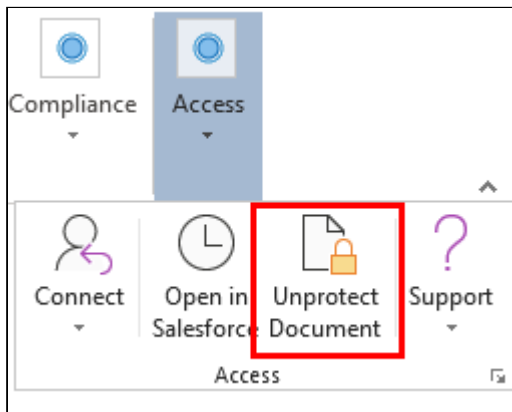 Compliance Access
Connect Open in Unprotect Support
Salesforce Document
Access